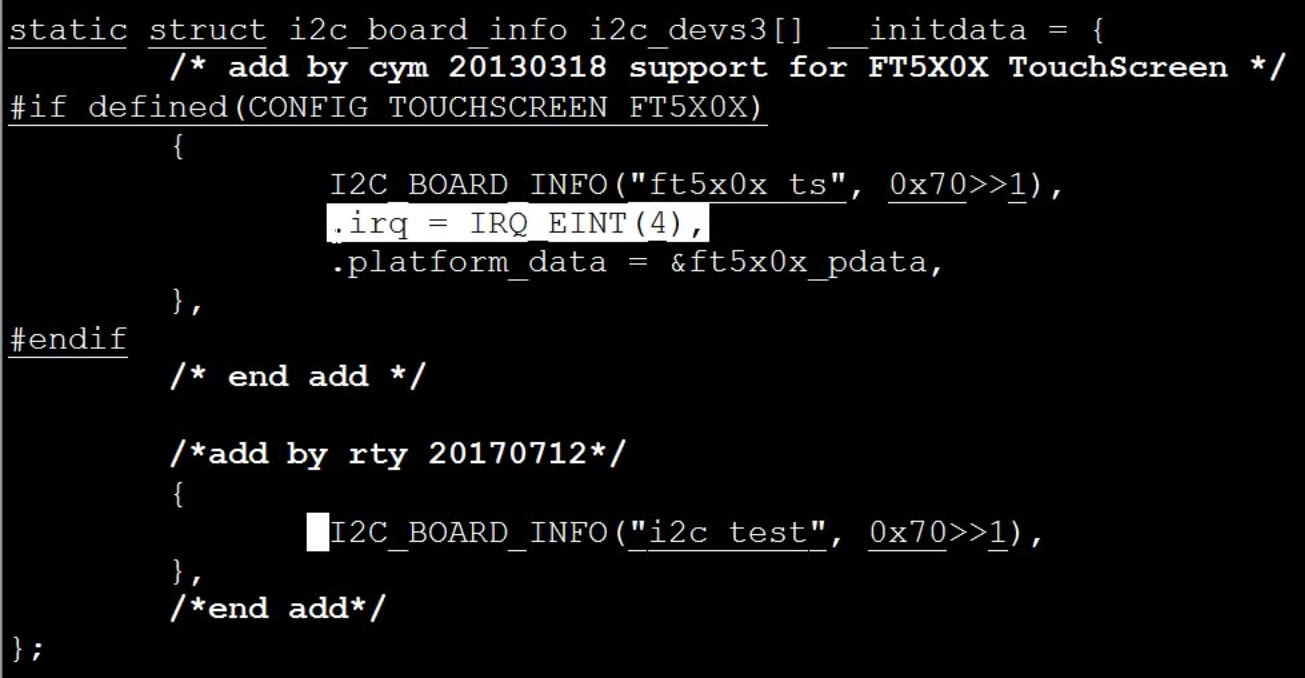 static struct i2c_board_info i2c_devs3[] __initdata = {
/* add by cym 20130318 support for FT5X0X TouchScreen */
#if defined(CONFIG_TOUCHSCREEN_FT5X0X)
{
I2C_BOARD_INFO("ft5x0x_ts", 0x70>>1),
.irq = IRQ_EINT(4),
.platform_data = &ft5x0x_pdata,
},
#endif
/* end add */
/*add by rty 20170712*/
{
I2C_BOARD_INFO("i2c_test", 0x70>>1),
},
/*end add*/
};